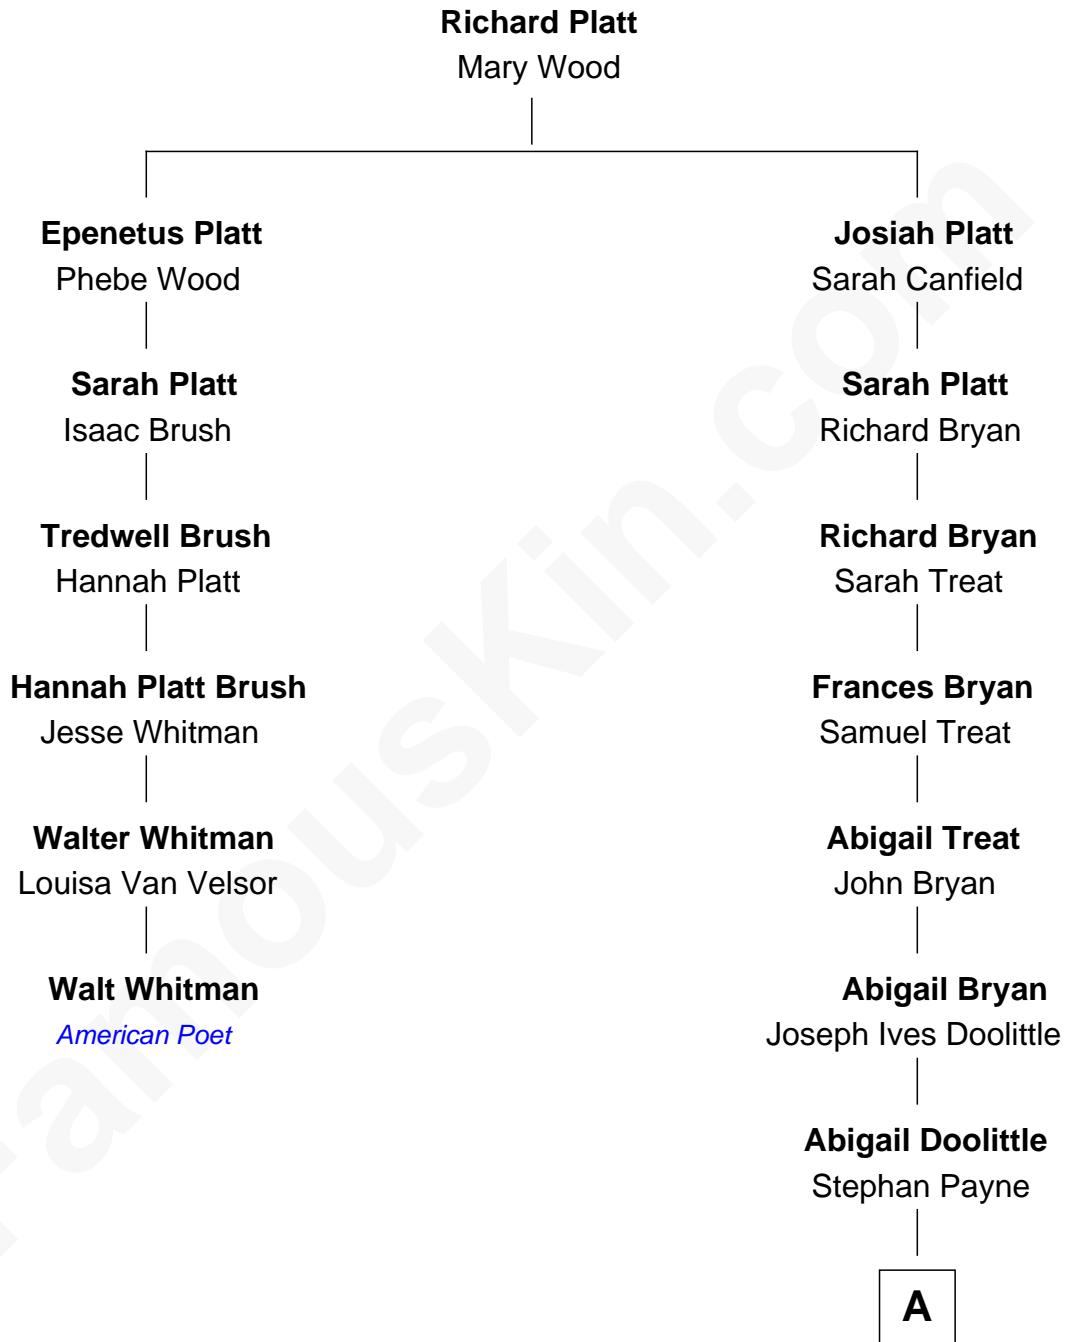 Richard Platt
Mary Wood
Epenetus Platt
Phebe Wood
Josiah Platt
Sarah Canfield
Sarah Platt
Isaac Brush
Sarah Platt
Richard Bryan
Tredwell Brush
Hannah Platt
Richard Bryan
Sarah Treat
Hannah Platt Brush
Jesse Whitman
Frances Bryan
Samuel Treat
Walter Whitman
Louisa Van Velsor
Abigail Treat
John Bryan
Walt Whitman
American Poet
Abigail Bryan
Joseph Ives Doolittle
Abigail Doolittle
Stephan Payne
A
FamousKin.com